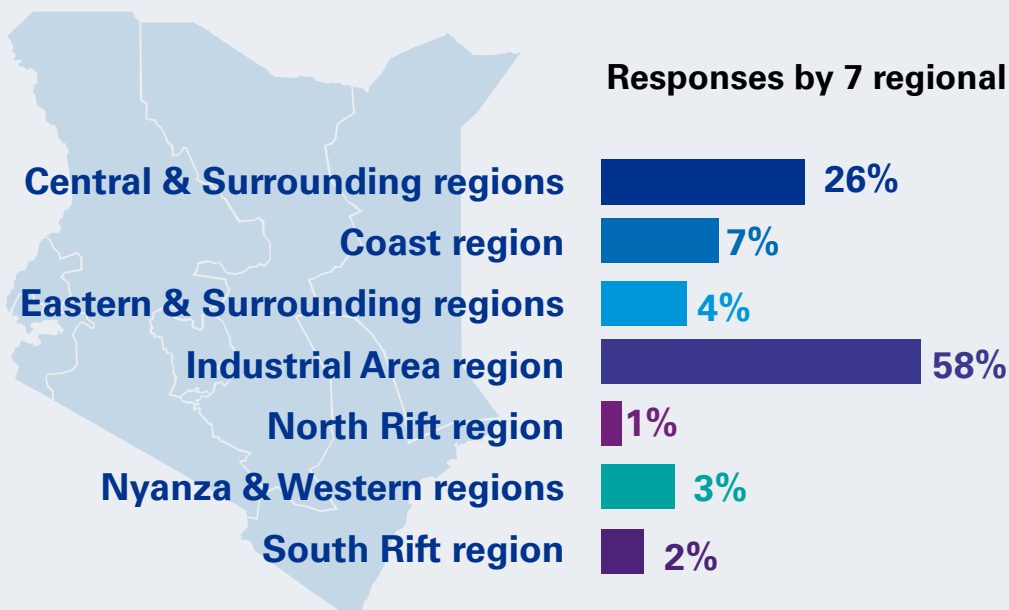 Responses by 7 regional
Central & Surrounding regions 26%
Coast region 7%
Eastern & Surrounding regions 4%
Industrial Area region 58%
North Rift region 1%
Nyanza & Western regions 3%
South Rift region 2%